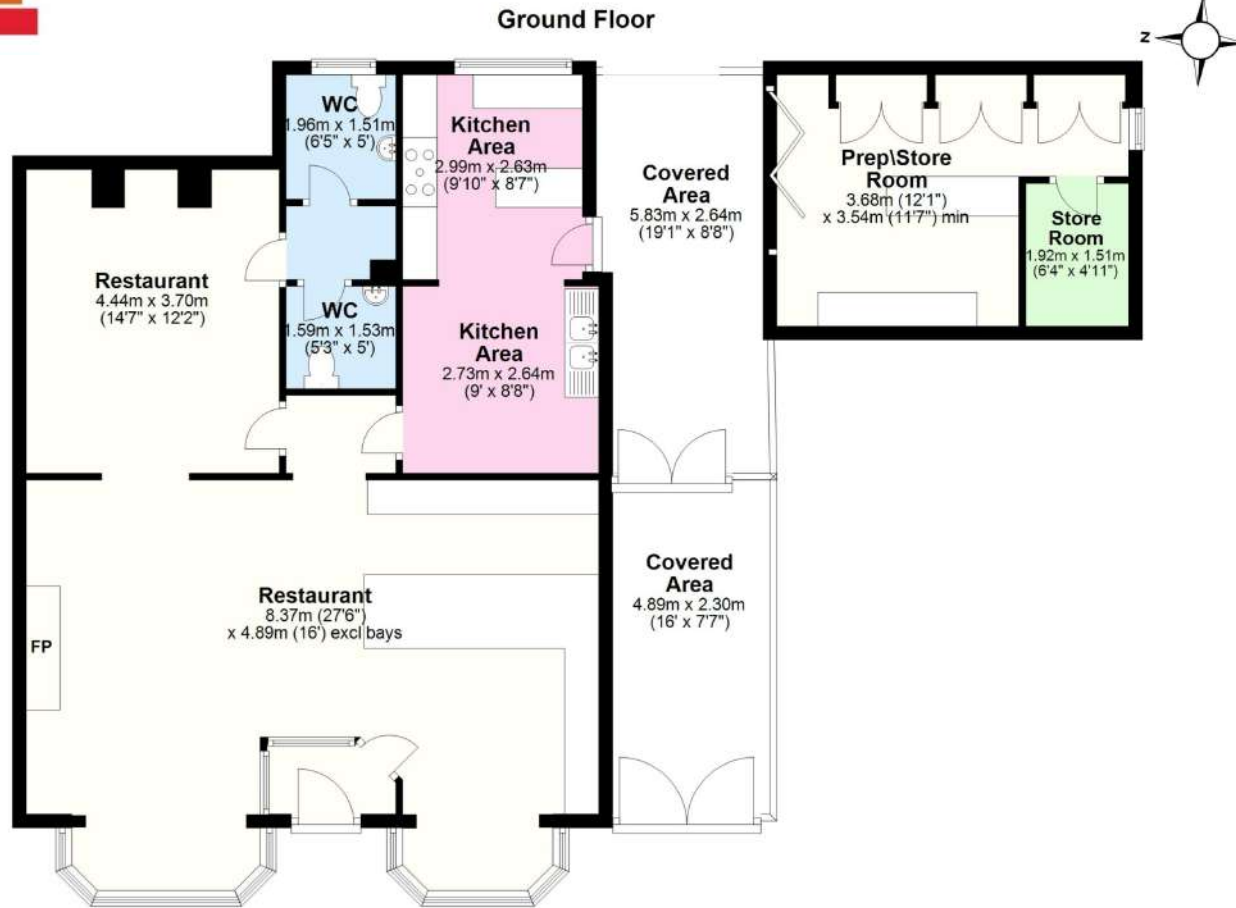 Ground Floor
N
WC
1.96m x 1.51m
(6'5" x 5')
Kitchen
Area
2.99m x 2.63m
(9'10" x 8'7")
Covered
Area
5.83m x 2.64m
(19'1" x 8'8")
Prep\Store
Room
3.68m (12'1")
x 3.54m (11'7") min
Store
Room
1.92m x 1.51m
(6'4" x 4'11")
Restaurant
4.44m x 3.70m
(14'7" x 12'2")
WC
1.59m x 1.53m
(5'3" x 5')
Kitchen
Area
2.73m x 2.64m
(9' x 8'8")
Restaurant
8.37m (27'6")
x 4.89m (16') excl bays
FP
Covered
Area
4.89m x 2.30m
(16' x 7'7")